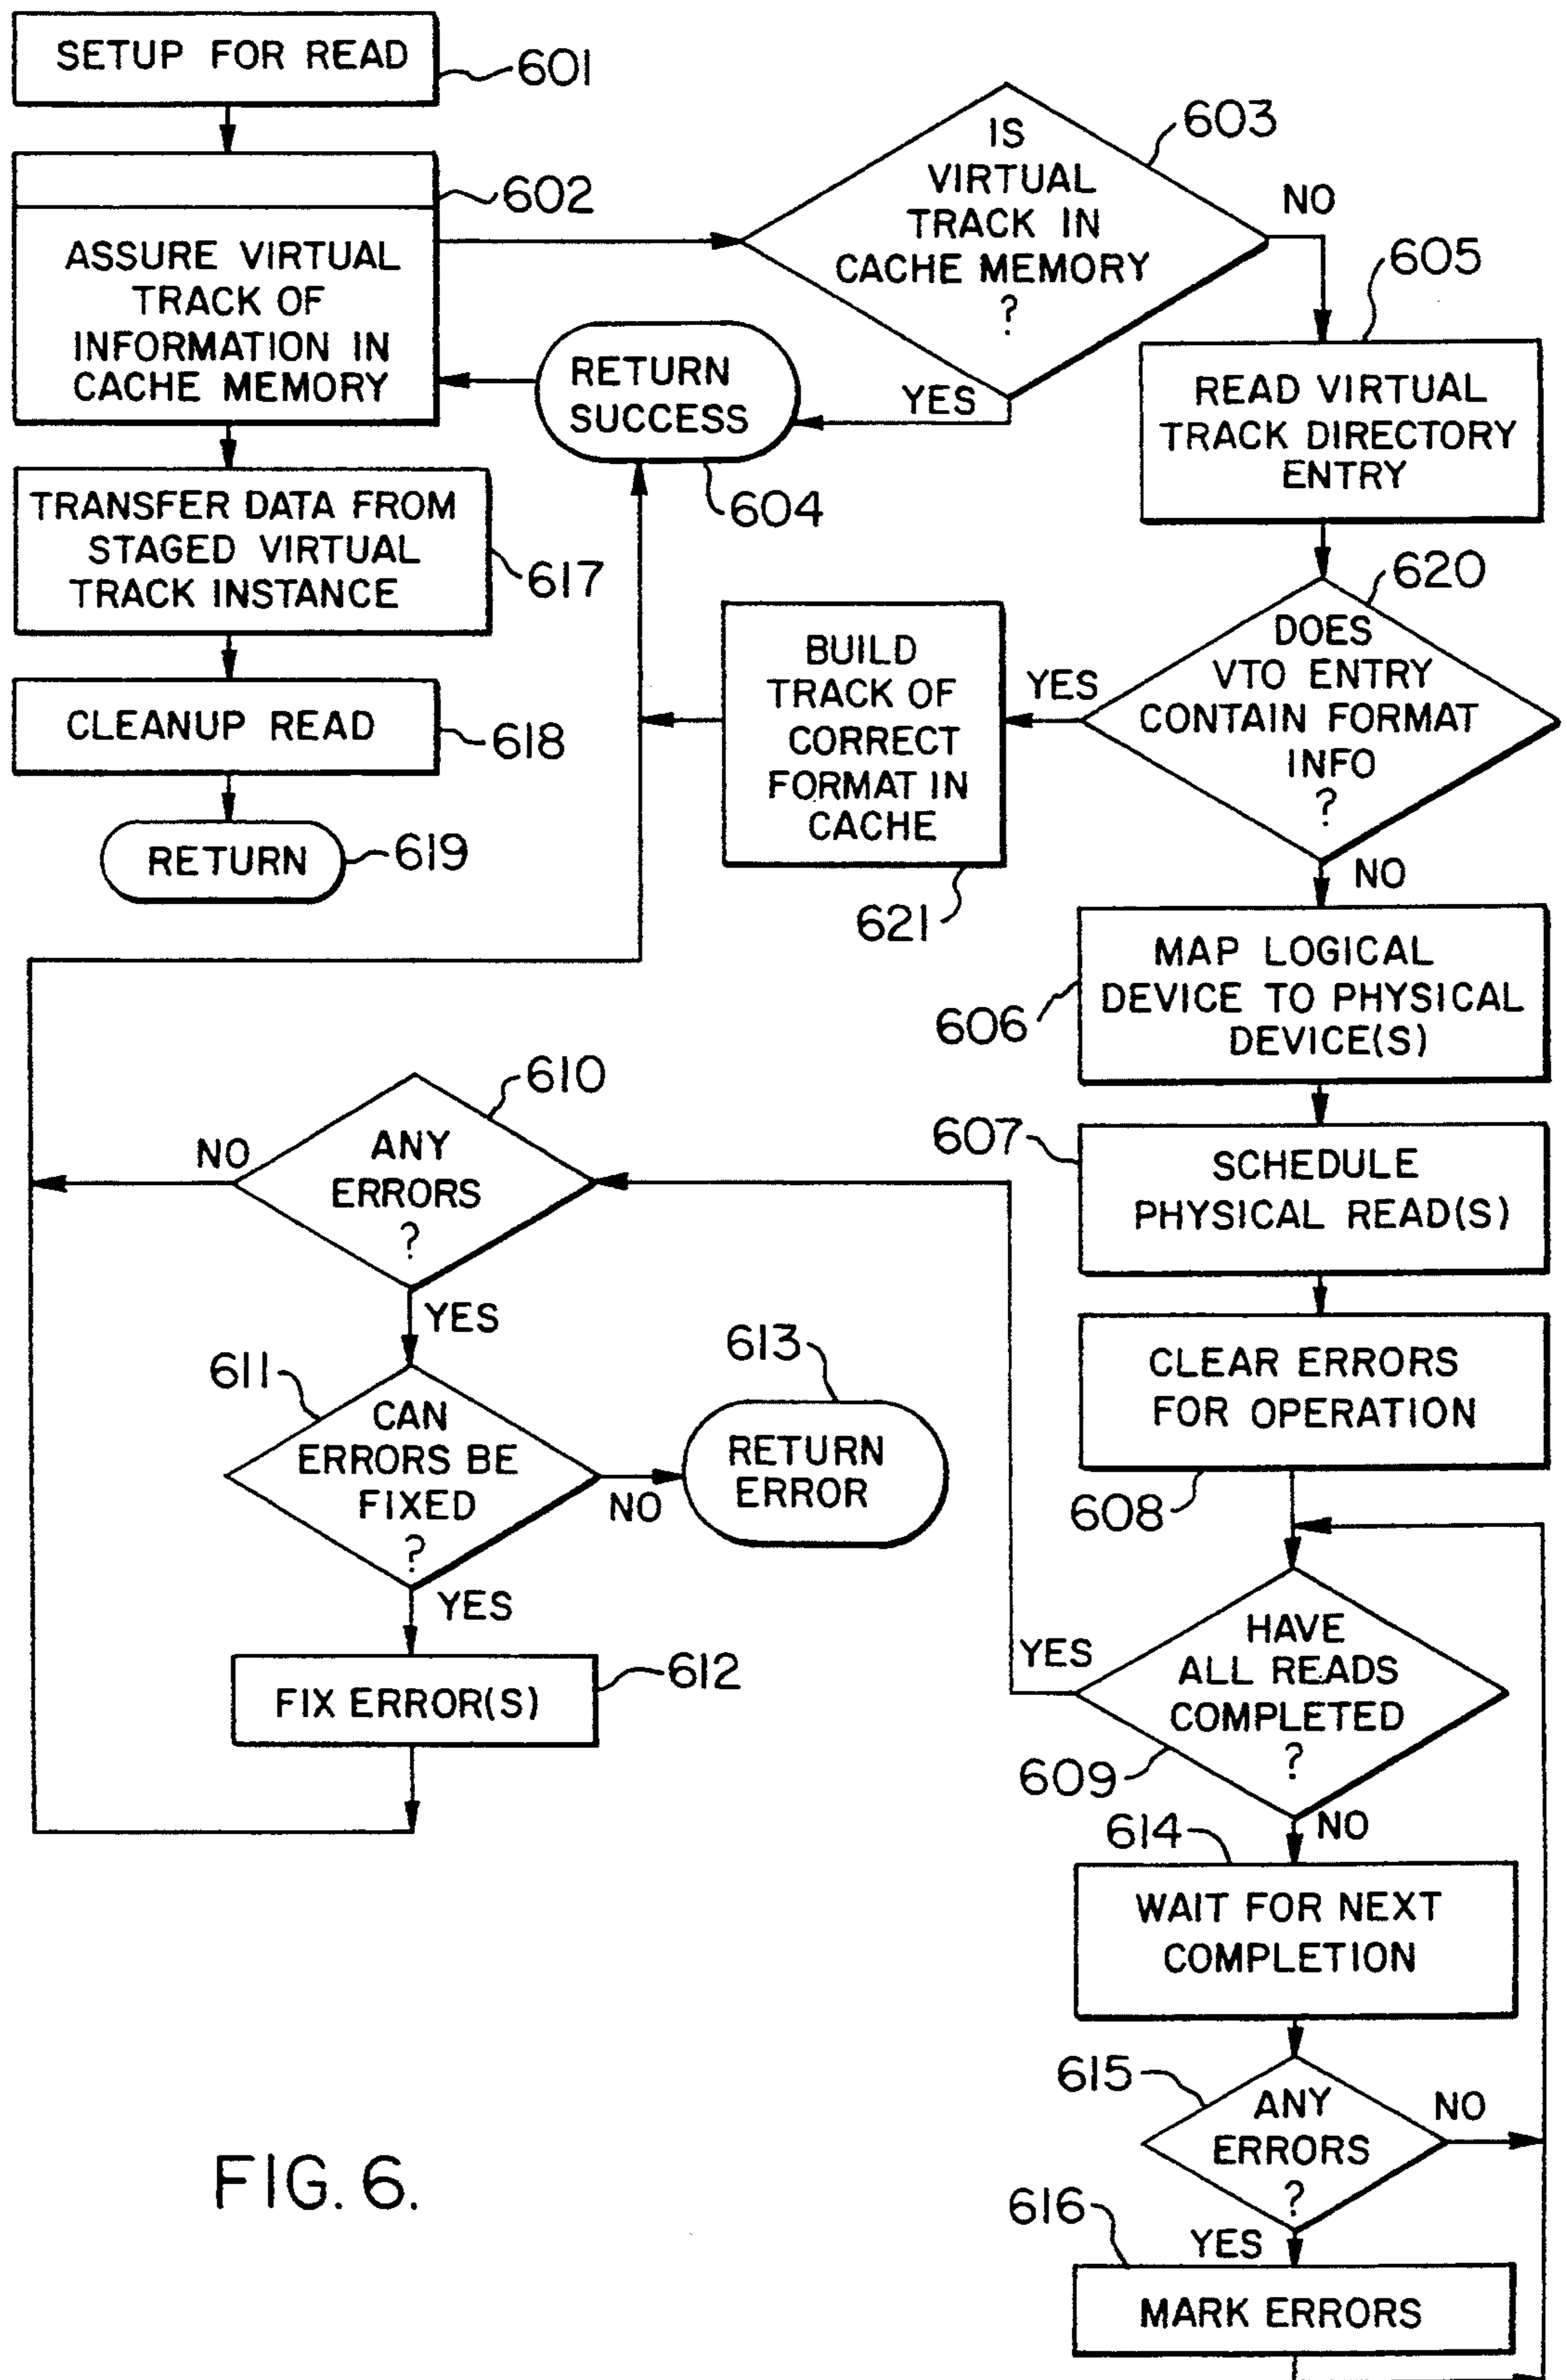 SETUP FOR READ
601
602
ASSURE VIRTUAL
TRACK OF
INFORMATION IN
CACHE MEMORY
IS
VIRTUAL
TRACK IN
CACHE MEMORY
?
603
NO
YES
RETURN
SUCCESS
604
605
READ VIRTUAL
TRACK DIRECTORY
ENTRY
TRANSFER DATA FROM
STAGED VIRTUAL
TRACK INSTANCE
617
CLEANUP READ
618
RETURN
619
620
DOES
VTO ENTRY
CONTAIN FORMAT
INFO
?
YES
NO
BUILD
TRACK OF
CORRECT
FORMAT IN
CACHE
621
MAP LOGICAL
DEVICE TO PHYSICAL
DEVICE(S)
606
607
SCHEDULE
PHYSICAL READ(S)
CLEAR ERRORS
FOR OPERATION
608
610
ANY
ERRORS
?
NO
YES
611
CAN
ERRORS BE
FIXED
?
NO
YES
613
RETURN
ERROR
FIX ERROR(S)
612
HAVE
ALL READS
COMPLETED
?
YES
609
NO
614
WAIT FOR NEXT
COMPLETION
615
ANY
ERRORS
?
NO
YES
616
MARK ERRORS
FIG. 6.